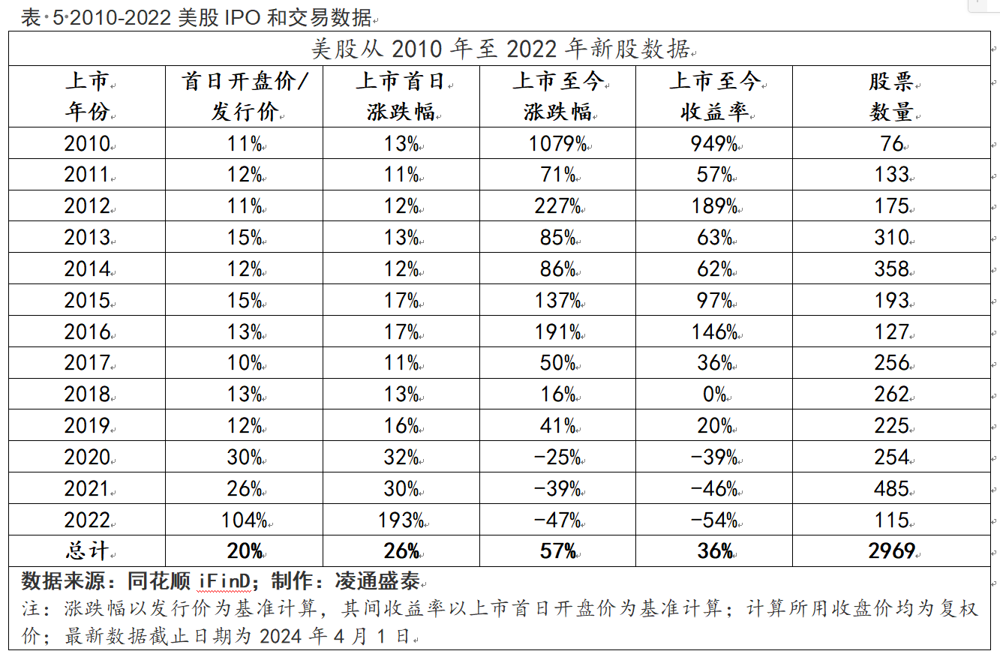 表 5 2010-2022 美股 IPO 和交易数据
美股从 2010 年至 2022 年新股数据
上市年份 首日开盘价/发行价 上市首日涨跌幅 上市至今涨跌幅 上市至今收益率 股票数量
2010 11% 13% 1079% 949% 76
2011 12% 11% 71% 57% 133
2012 11% 12% 227% 189% 175
2013 15% 13% 85% 63% 310
2014 12% 12% 86% 62% 358
2015 15% 17% 137% 97% 193
2016 13% 17% 191% 146% 127
2017 10% 11% 50% 36% 256
2018 13% 13% 16% 0% 262
2019 12% 16% 41% 20% 225
2020 30% 32% -25% -39% 254
2021 26% 30% -39% -46% 485
2022 104% 193% -47% -54% 115
总计 20% 26% 57% 36% 2969
数据来源：同花顺 iFinD；制作：凌通盛泰
注：涨跌幅以发行价为基准计算，其间收益率以上市首日开盘价为基准计算；计算所用收盘价均为复权
价；最新数据截止日期为 2024 年 4 月 1 日